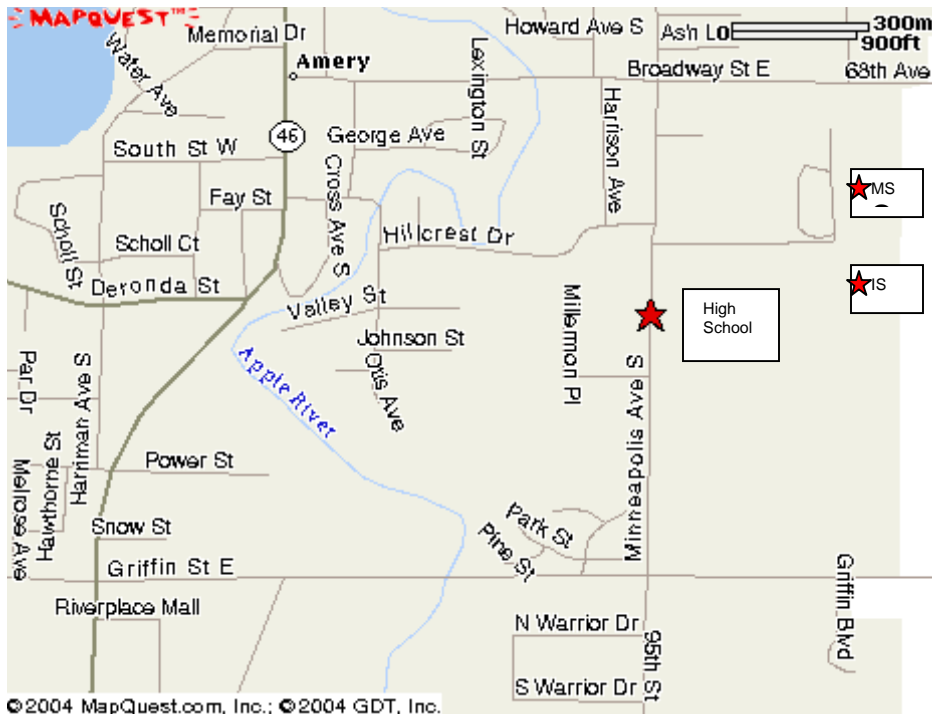 MAPQUEST™
Memorial Dr
Howard Ave S
Ash L
0
300m
900ft
Water Ave
Amery
Lexington St
Broadway St E
68th Ave
46
George Ave
Harrison Ave
South St W
Cross Ave S
Fay St
MS
Scholl St
Scholl Ct
Hillcrest Dr
Deronda St
IS
Valley St
Millemon Pl
High
School
Johnson St
Apple River
Otis Ave
Par Dr
Harriman Ave S
Minneapolis Ave S
Hawthorne St
Melrose Ave
Power St
Snow St
Park St
Pine St
Griffin St E
Griffin Blvd
Riverplace Mall
N Warrior Dr
95th St
S Warrior Dr
©2004 MapQuest.com, Inc.; ©2004 GDT, Inc.